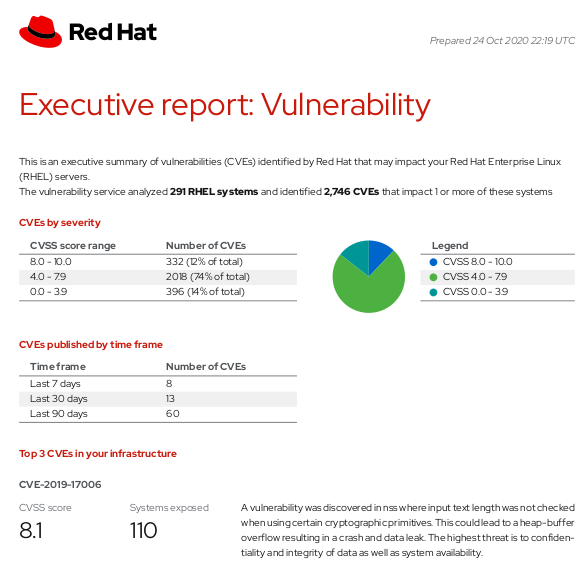 Red Hat
Prepared 24 Oct 2020 22:19 UTC
Executive report: Vulnerability
This is an executive summary of vulnerabilities (CVEs) identified by Red Hat that may impact your Red Hat Enterprise Linux
(RHEL) servers.
The vulnerability service analyzed 291 RHEL systems and identified 2,746 CVEs that impact 1 or more of these systems
CVEs by severity
CVSS score range Number of CVEs
8.0 - 10.0 332 (12% of total)
4.0 - 7.9 2018 (74% of total)
0.0 - 3.9 396 (14% of total)
Legend
CVSS 8.0 - 10.0
CVSS 4.0 - 7.9
CVSS 0.0 - 3.9
CVEs published by time frame
Time frame Number of CVEs
Last 7 days 8
Last 30 days 13
Last 90 days 60
Top 3 CVEs in your infrastructure
CVE-2019-17006
CVSS score
8.1
Systems exposed
110
A vulnerability was discovered in nss where input text length was not checked
when using certain cryptographic primitives. This could lead to a heap-buffer
overflow resulting in a crash and data leak. The highest threat is to confiden-
tiality and integrity of data as well as system availability.